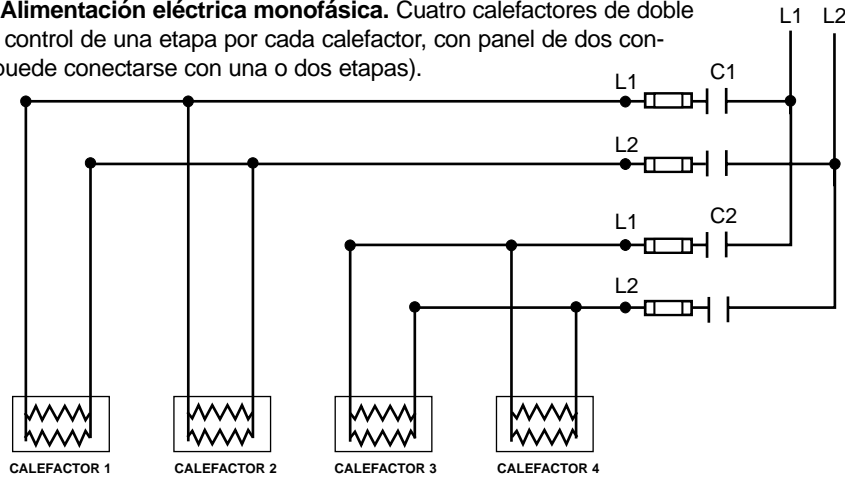 Alimentación eléctrica monofásica. Cuatro calefactores de doble
control de una etapa por cada calefactor, con panel de dos con-
puede conectarse con una o dos etapas).
L1 L2
L1 C1
L2
L1 C2
L2
CALEFACTOR 1 CALEFACTOR 2 CALEFACTOR 3 CALEFACTOR 4